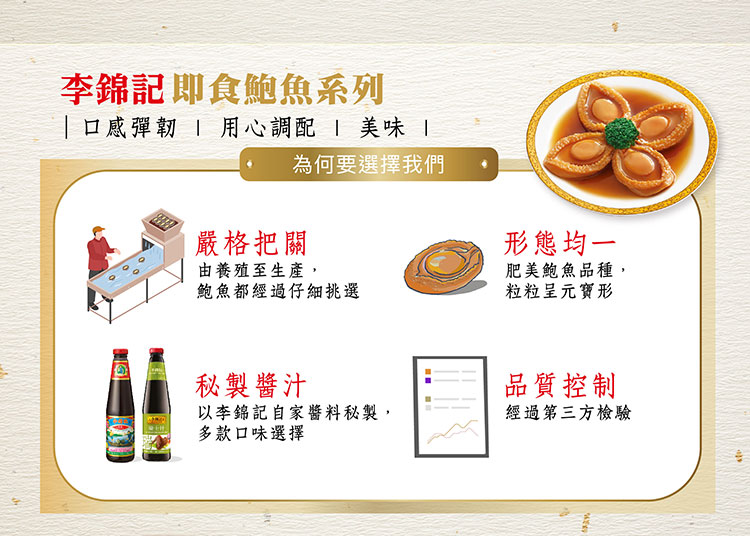 李錦記即食鮑魚系列
| 口感彈韌 | 用心調配 | 美味 |
為何要選擇我們
嚴格把關
由養殖至生產，
鮑魚都經過仔細挑選
形態均一
肥美鮑魚品種，
粒粒呈元寶形
秘製醬汁
以李錦記自家醬料秘製，
多款口味選擇
品質控制
經過第三方檢驗